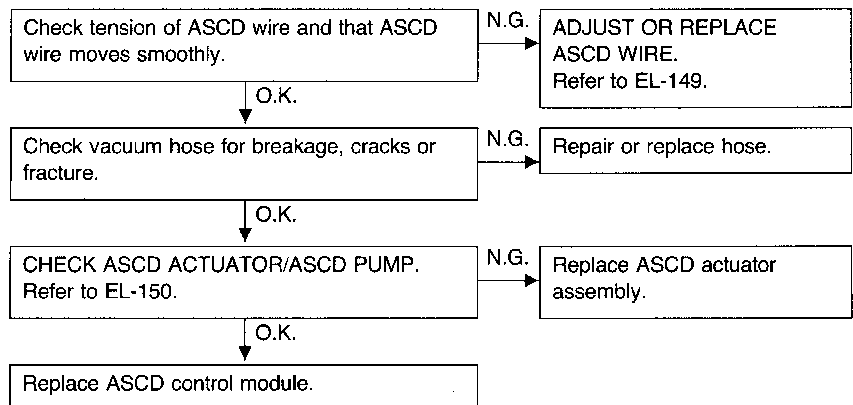 Check tension of ASCD wire and that ASCD
wire moves smoothly.
N.G.
ADJUST OR REPLACE
ASCD WIRE.
Refer to EL-149.
O.K.
Check vacuum hose for breakage, cracks or
fracture.
N.G.
Repair or replace hose.
O.K.
CHECK ASCD ACTUATOR/ASCD PUMP.
Refer to EL-150.
N.G.
Replace ASCD actuator
assembly.
O.K.
Replace ASCD control module.